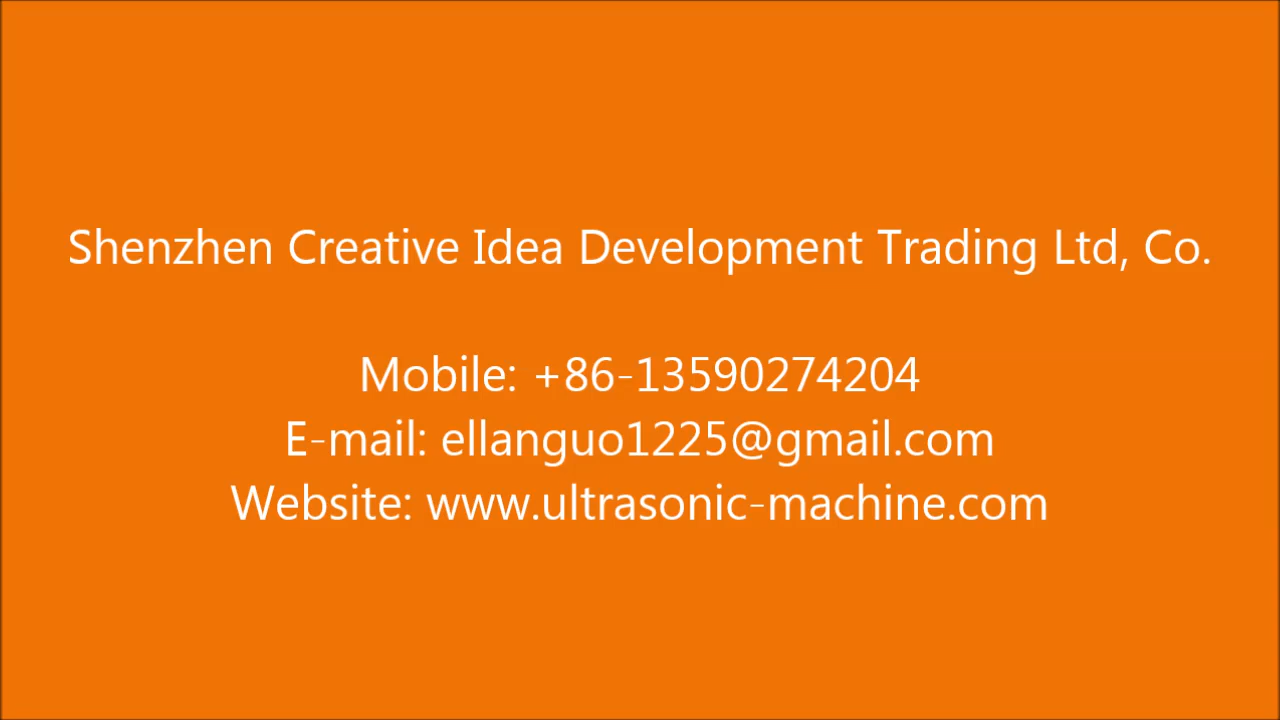 Shenzhen Creative Idea Development Trading Ltd, Co.
Mobile: +86-13590274204
E-mail: ellanguo1225@gmail.com
Website: www.ultrasonic-machine.com